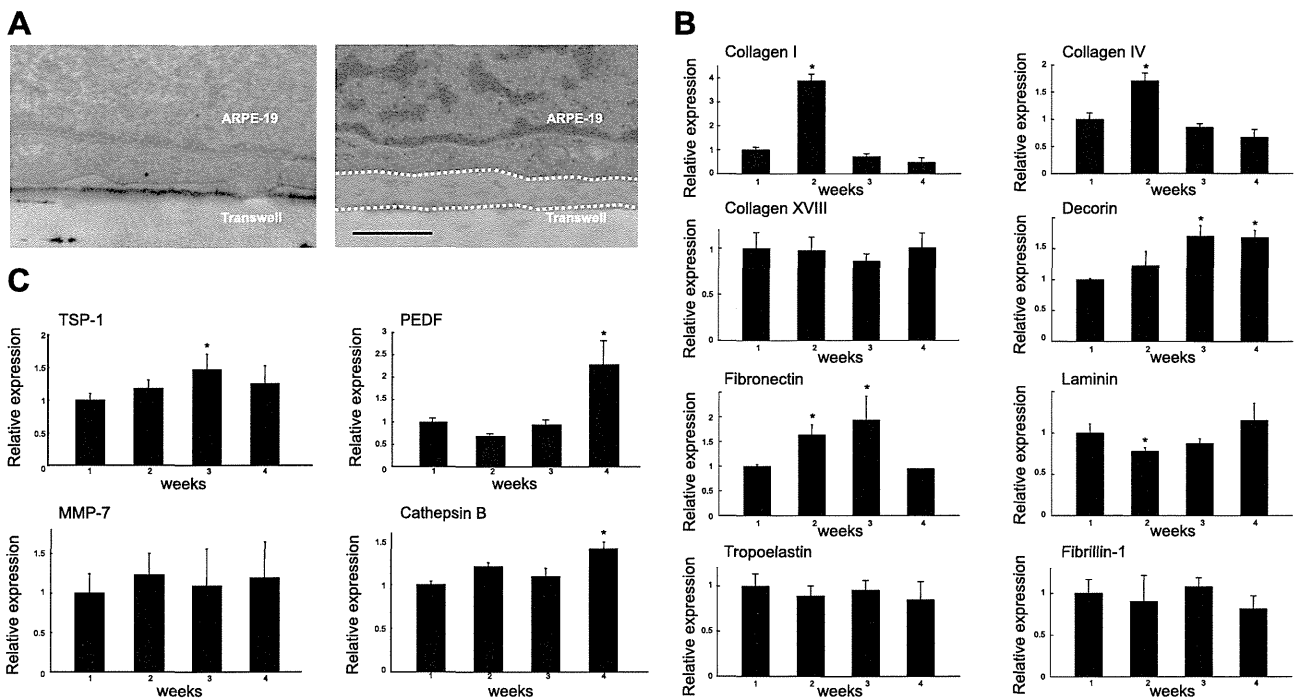 A
ARPE-19
Transwell
ARPE-19
B
Collagen I
Relative expression
4
3
2
1
0
*
1 2 3 4
weeks
Collagen IV
Relative expression
2
1.5
1
0.5
0
*
1 2 3 4
weeks
Collagen XVIII
Relative expression
1
0.5
0
1 2 3 4
weeks
Decorin
Relative expression
1.5
1
0
* *
1 2 3 4
weeks
Fibronectin
Relative expression
2
1.5
1
0.5
0
* *
1 2 3 4
weeks
Laminin
Relative expression
1
0.5
0
*
1 2 3 4
weeks
Tropoelastin
Relative expression
1
0.5
0
1 2 3 4
weeks
Fibrillin-1
Relative expression
1
0.5
0
1 2 3 4
weeks
C
TSP-1
Relative expression
2
1.5
1
0.5
0
*
1 2 3 4
weeks
PEDF
Relative expression
3
2.5
2
1.5
1
0.5
0
*
1 2 3 4
weeks
MMP-7
Relative expression
1.5
1
0.5
0
1 2 3 4
weeks
Cathepsin B
Relative expression
1.5
1
0.5
0
*
1 2 3 4
weeks